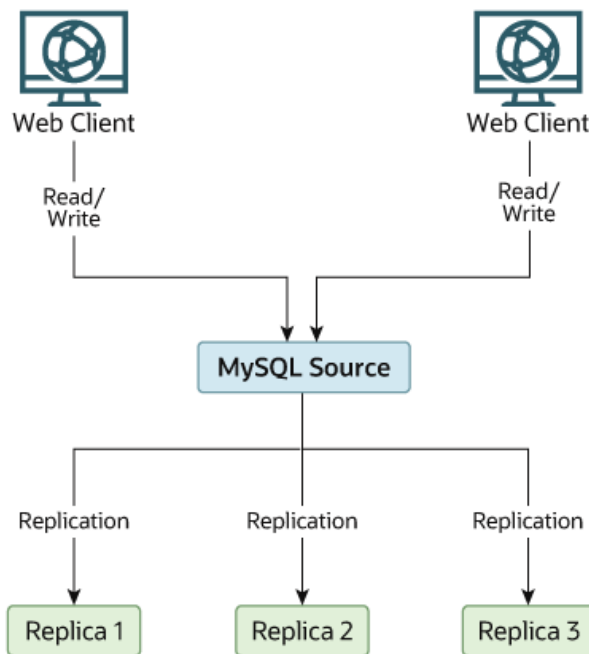 Web Client
Web Client
Read/
Write
Read/
Write
MySQL Source
Replication
Replication
Replication
Replica 1
Replica 2
Replica 3